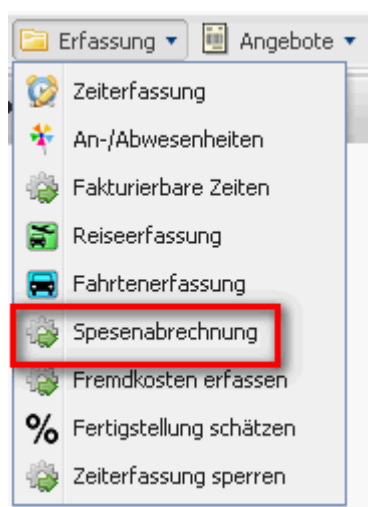 Erfassung Angebote
Zeiterfassung
An-/Abwesenheiten
Fakturierbare Zeiten
Reiseerfassung
Fahrtenerfassung
Spesenabrechnung
Fremdkosten erfassen
% Fertigstellung schätzen
Zeiterfassung sperren